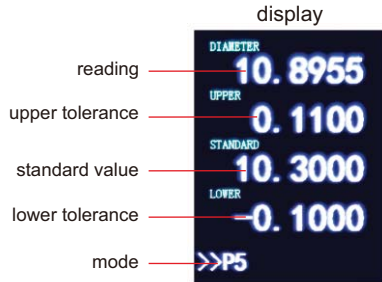 display
DIAMETER
reading 10.8955
UPPER
upper tolerance 0.1100
STANDARD
standard value 10.3000
LOWER
lower tolerance -0.1000
mode >>P5